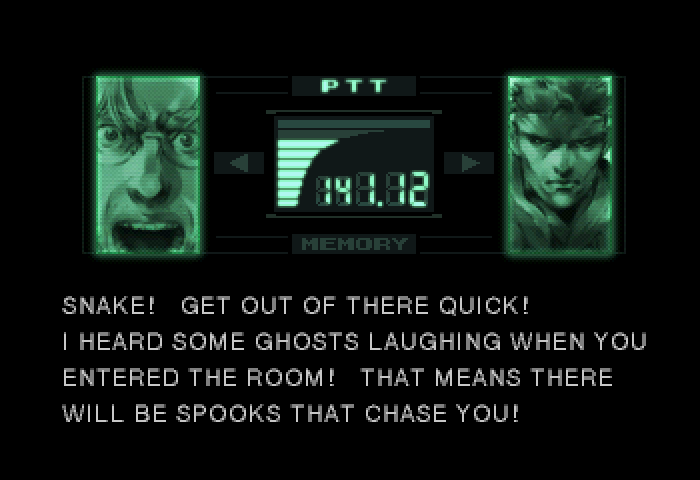 PTT
141.12
MEMORY
SNAKE! GET OUT OF THERE QUICK!
I HEARD SOME GHOSTS LAUGHING WHEN YOU
ENTERED THE ROOM! THAT MEANS THERE
WILL BE SPOOKS THAT CHASE YOU!